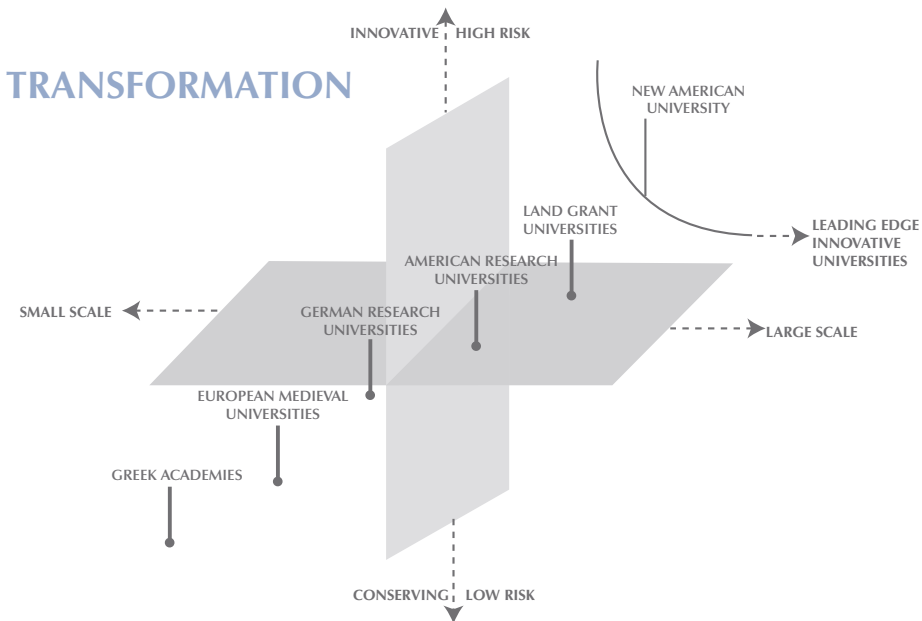 INNOVATIVE HIGH RISK
TRANSFORMATION
NEW AMERICAN
UNIVERSITY
LAND GRANT
UNIVERSITIES
LEADING EDGE
INNOVATIVE
UNIVERSITIES
AMERICAN RESEARCH
UNIVERSITIES
SMALL SCALE
GERMAN RESEARCH
UNIVERSITIES
LARGE SCALE
EUROPEAN MEDIEVAL
UNIVERSITIES
GREEK ACADEMIES
CONSERVING LOW RISK